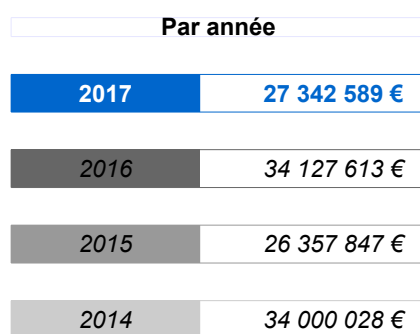 Par année
2017 27 342 589 €
2016 34 127 613 €
2015 26 357 847 €
2014 34 000 028 €